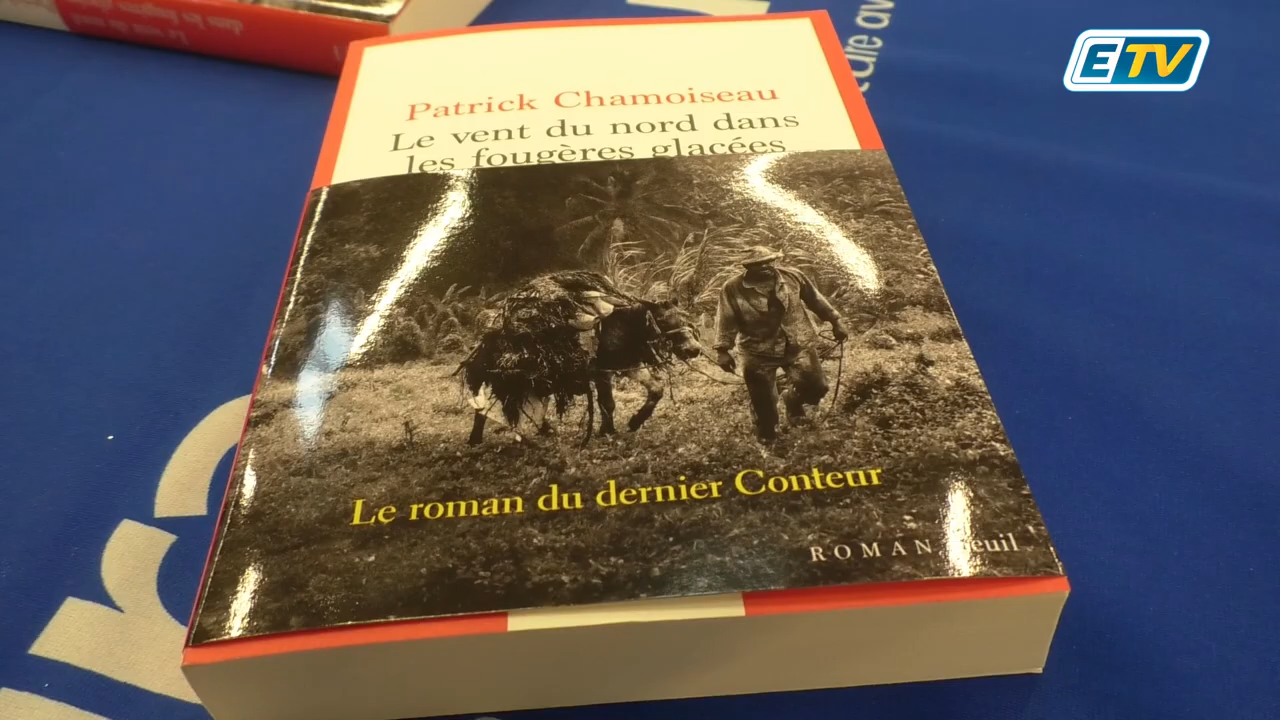 ETV
Patrick Chamoiseau
Le vent du nord dans
les fougères glacées
Le roman du dernier Conteur
ROMAN